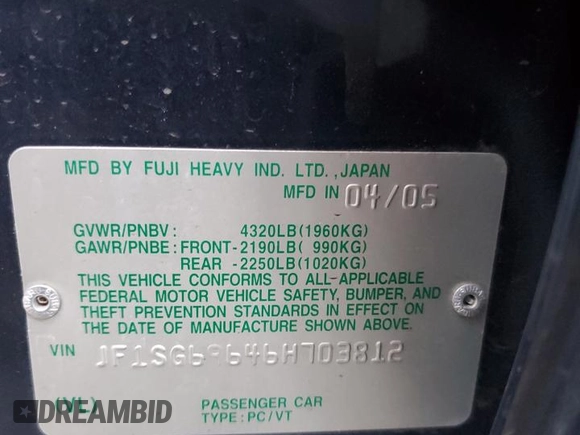 MFD BY FUJI HEAVY IND. LTD., JAPAN
MFD IN 04/05
GVWR/PNBV: 4320LB(1960KG)
GAWR/PNBE: FRONT-2190LB( 990KG)
REAR -2250LB(1020KG)
THIS VEHICLE CONFORMS TO ALL-APPLICABLE
FEDERAL MOTOR VEHICLE SAFETY, BUMPER, AND
THEFT PREVENTION STANDARDS IN EFFECT ON
THE DATE OF MANUFACTURE SHOWN ABOVE.
VIN JF1SG69646H703812
(VL) PASSENGER CAR
TYPE:PC/VT
DREAMBID